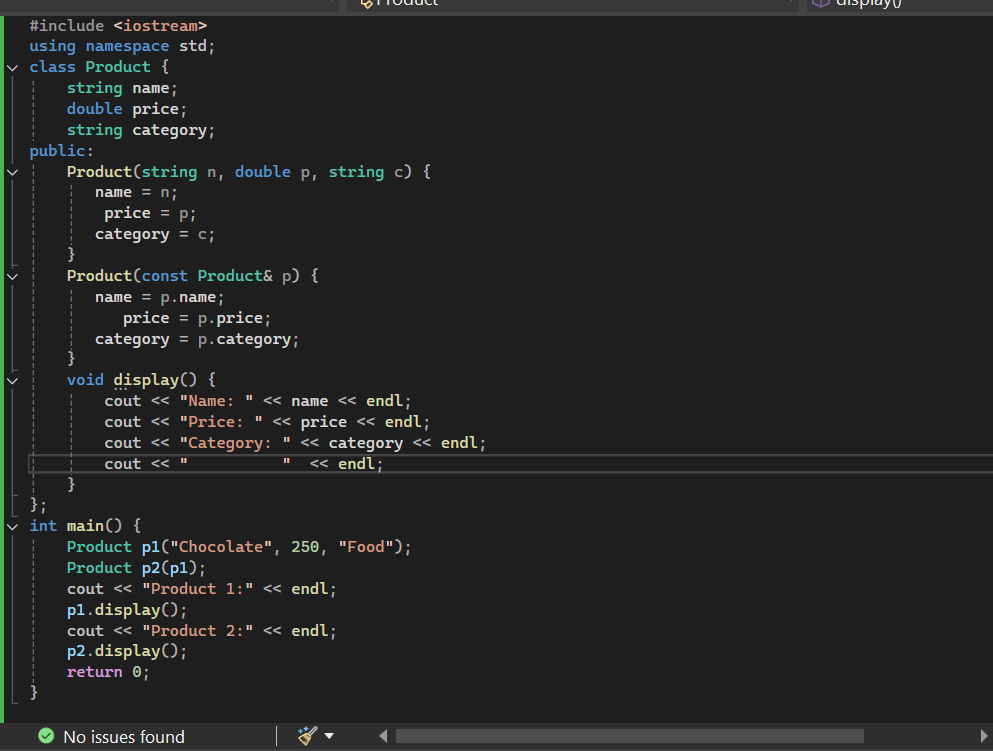 Product display()
#include <iostream>
using namespace std;
class Product {
    string name;
    double price;
    string category;
public:
    Product(string n, double p, string c) {
       name = n;
        price = p;
       category = c;
    }
    Product(const Product& p) {
       name = p.name;
          price = p.price;
       category = p.category;
    }
    void display() {
        cout << "Name: " << name << endl;
        cout << "Price: " << price << endl;
        cout << "Category: " << category << endl;
        cout << "          "  << endl;
    }
};
int main() {
    Product p1("Chocolate", 250, "Food");
    Product p2(p1);
    cout << "Product 1:" << endl;
    p1.display();
    cout << "Product 2:" << endl;
    p2.display();
    return 0;
}
No issues found